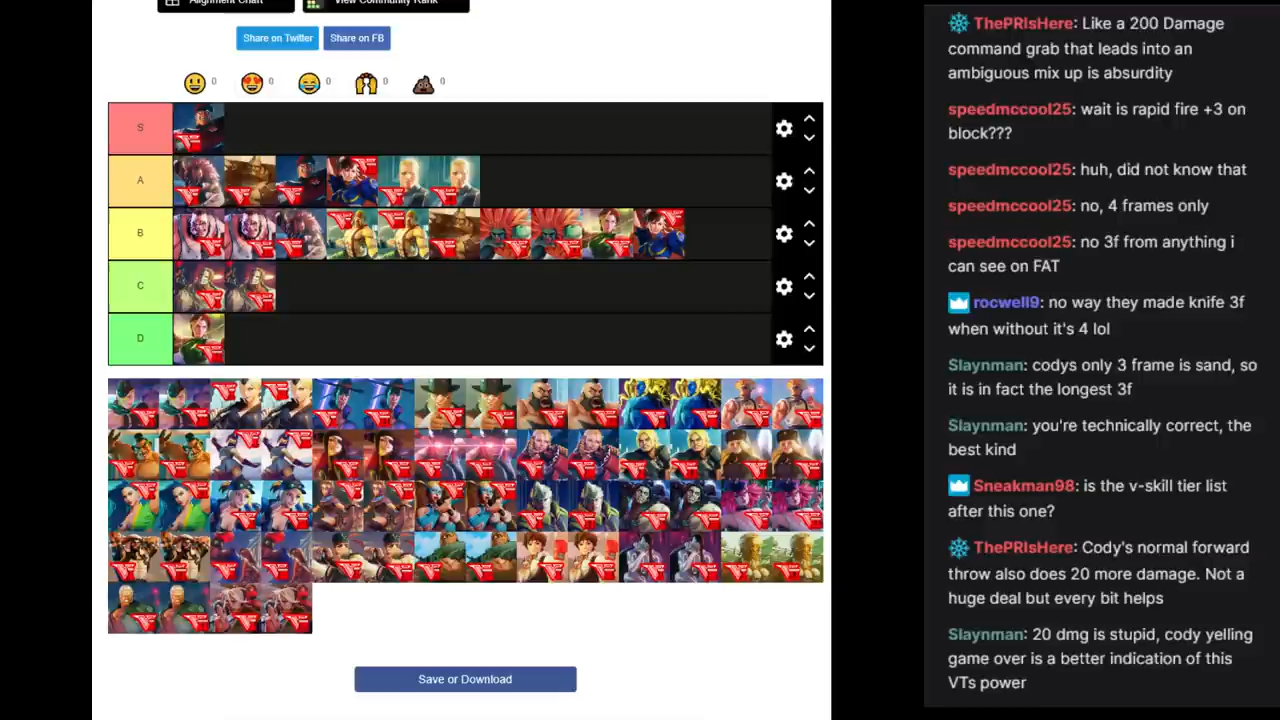 Alignment Chart
View Community Rank
Share on Twitter
Share on FB
0
0
0
0
0
S
A
B
C
D
Save or Download
ThePRIsHere: Like a 200 Damage
command grab that leads into an
ambiguous mix up is absurdity
speedmccool25: wait is rapid fire +3 on
block???
speedmccool25: huh, did not know that
speedmccool25: no, 4 frames only
speedmccool25: no 3f from anything i
can see on FAT
rocwell9: no way they made knife 3f
when without it's 4 lol
Slaynman: codys only 3 frame is sand, so
it is in fact the longest 3f
Slaynman: you're technically correct, the
best kind
Sneakman98: is the v-skill tier list
after this one?
ThePRIsHere: Cody's normal forward
throw also does 20 more damage. Not a
huge deal but every bit helps
Slaynman: 20 dmg is stupid, cody yelling
game over is a better indication of this
VTs power